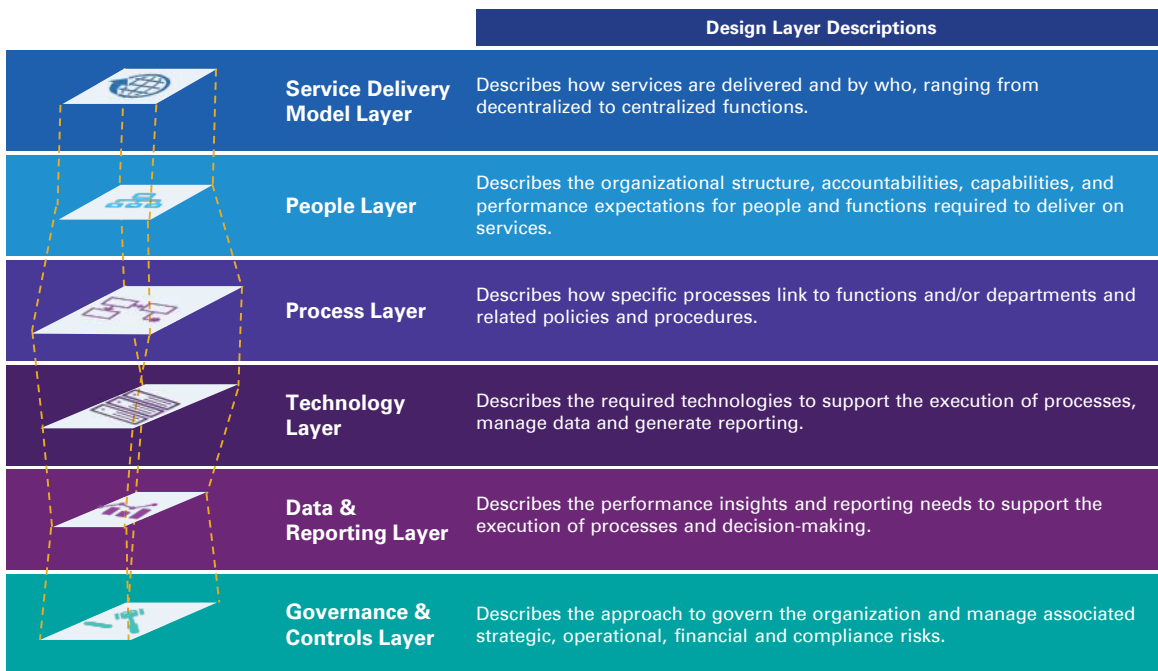 Design Layer Descriptions
Service Delivery
Model Layer
Describes how services are delivered and by who, ranging from
decentralized to centralized functions.
People Layer
Describes the organizational structure, accountabilities, capabilities, and
performance expectations for people and functions required to deliver on
services.
Process Layer
Describes how specific processes link to functions and/or departments and
related policies and procedures.
Technology
Layer
Describes the required technologies to support the execution of processes,
manage data and generate reporting.
Data &
Reporting Layer
Describes the performance insights and reporting needs to support the
execution of processes and decision-making.
Governance &
Controls Layer
Describes the approach to govern the organization and manage associated
strategic, operational, financial and compliance risks.